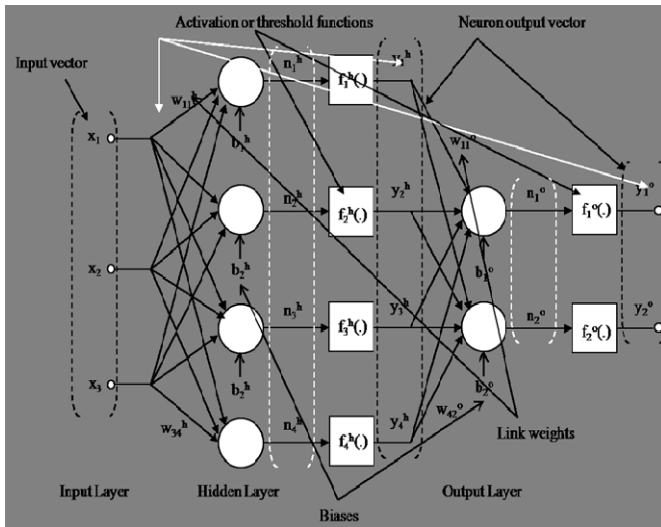 Activation or threshold functions
Neuron output vector
Input vector
n₁ʰ
f₁ʰ(.)
y₁ʰ
w₁₁ʰ
x₁
b₁ʰ
w₁₁ᵒ
y₁ᵒ
n₂ʰ
f₂ʰ(.)
y₂ʰ
n₁ᵒ
f₁ᵒ(.)
x₂
b₂ʰ
b₁ᵒ
n₃ʰ
f₃ʰ(.)
y₃ʰ
n₂ᵒ
f₂ᵒ(.)
y₂ᵒ
x₃
b₂ʰ
b₂ᵒ
w₃₄ʰ
n₄ʰ
f₄ʰ(.)
y₄ʰ
w₄₂ᵒ
Link weights
Input Layer
Hidden Layer
Output Layer
Biases